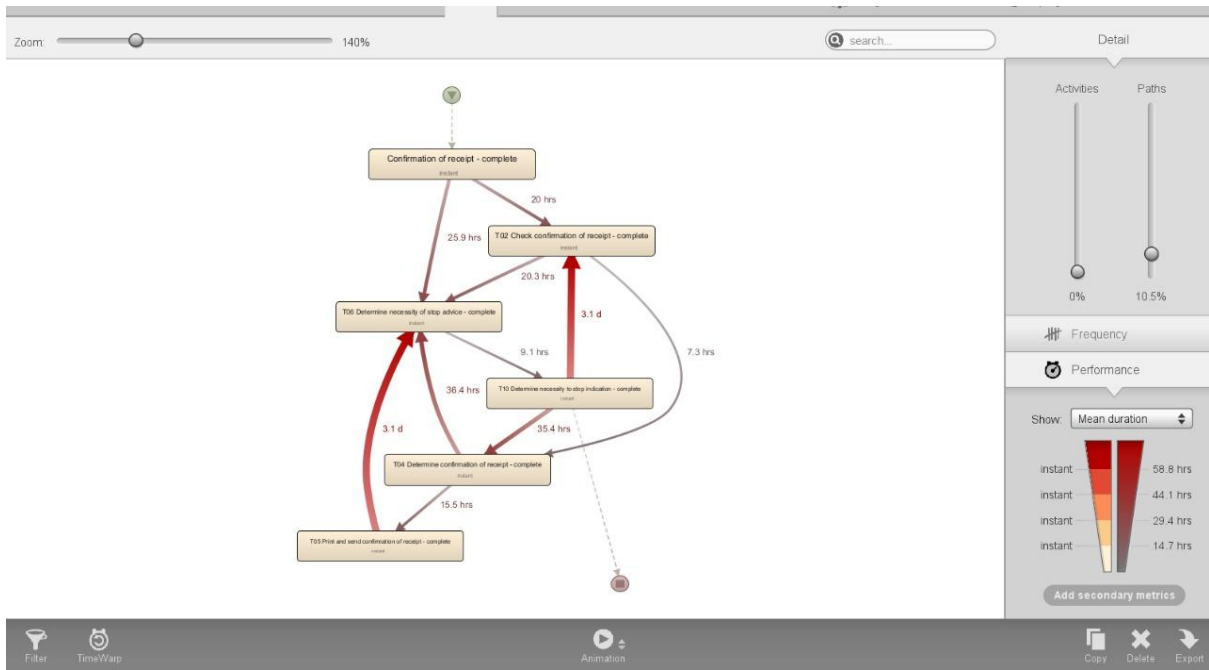 Zoom:
140%
search...
Detail
Activities
Paths
0%
10.5%
Frequency
Performance
Show:
Mean duration
instant
58.8 hrs
instant
44.1 hrs
instant
29.4 hrs
instant
14.7 hrs
Add secondary metrics
Confirmation of receipt - complete
instant
20 hrs
25.9 hrs
T02 Check confirmation of receipt - complete
instant
20.3 hrs
T06 Determine necessity of stop advice - complete
instant
3.1 d
9.1 hrs
7.3 hrs
T10 Determine necessity to stop indication - complete
instant
36.4 hrs
35.4 hrs
3.1 d
T04 Determine confirmation of receipt - complete
instant
15.5 hrs
T05 Print and send confirmation of receipt - complete
instant
Filter
TimeWarp
Animation
Copy
Delete
Export